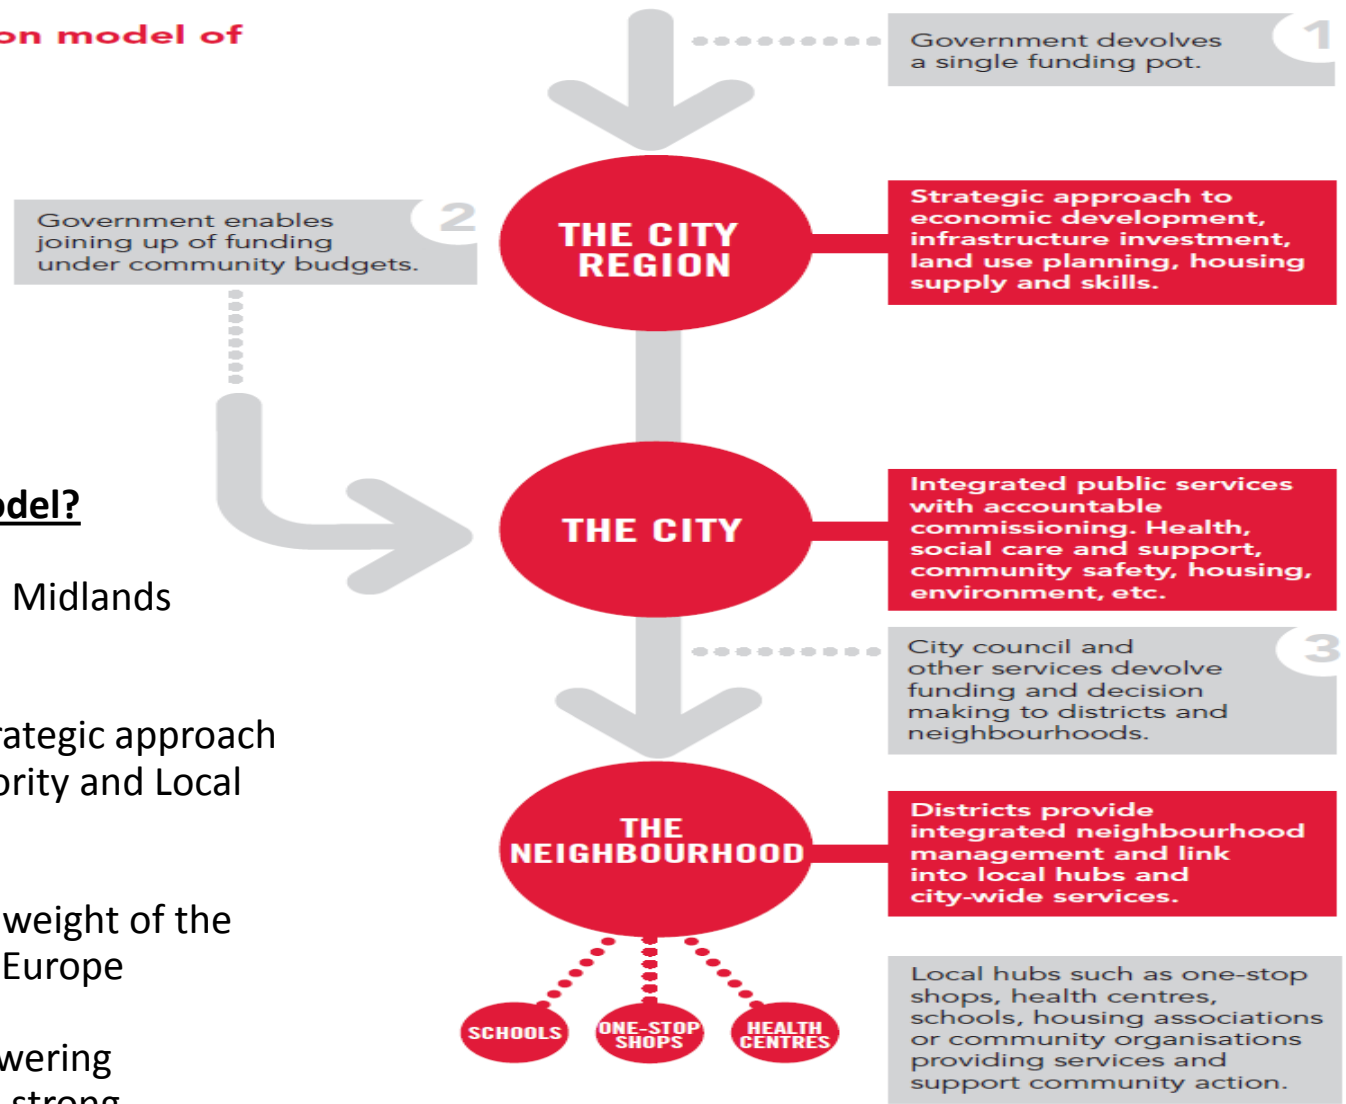 on model of
Government devolves
a single funding pot.
1
Government enables
joining up of funding
under community budgets.
2
THE CITY
REGION
Strategic approach to
economic development,
infrastructure investment,
land use planning, housing
supply and skills.
odel?
Midlands
rategic approach
ority and Local
weight of the
Europe
wering
strong
THE CITY
Integrated public services
with accountable
commissioning. Health,
social care and support,
community safety, housing,
environment, etc.
City council and
other services devolve
funding and decision
making to districts and
neighbourhoods.
3
THE
NEIGHBOURHOOD
Districts provide
integrated neighbourhood
management and link
into local hubs and
city-wide services.
SCHOOLS
ONE-STOP
SHOPS
HEALTH
CENTRES
Local hubs such as one-stop
shops, health centres,
schools, housing associations
or community organisations
providing services and
support community action.